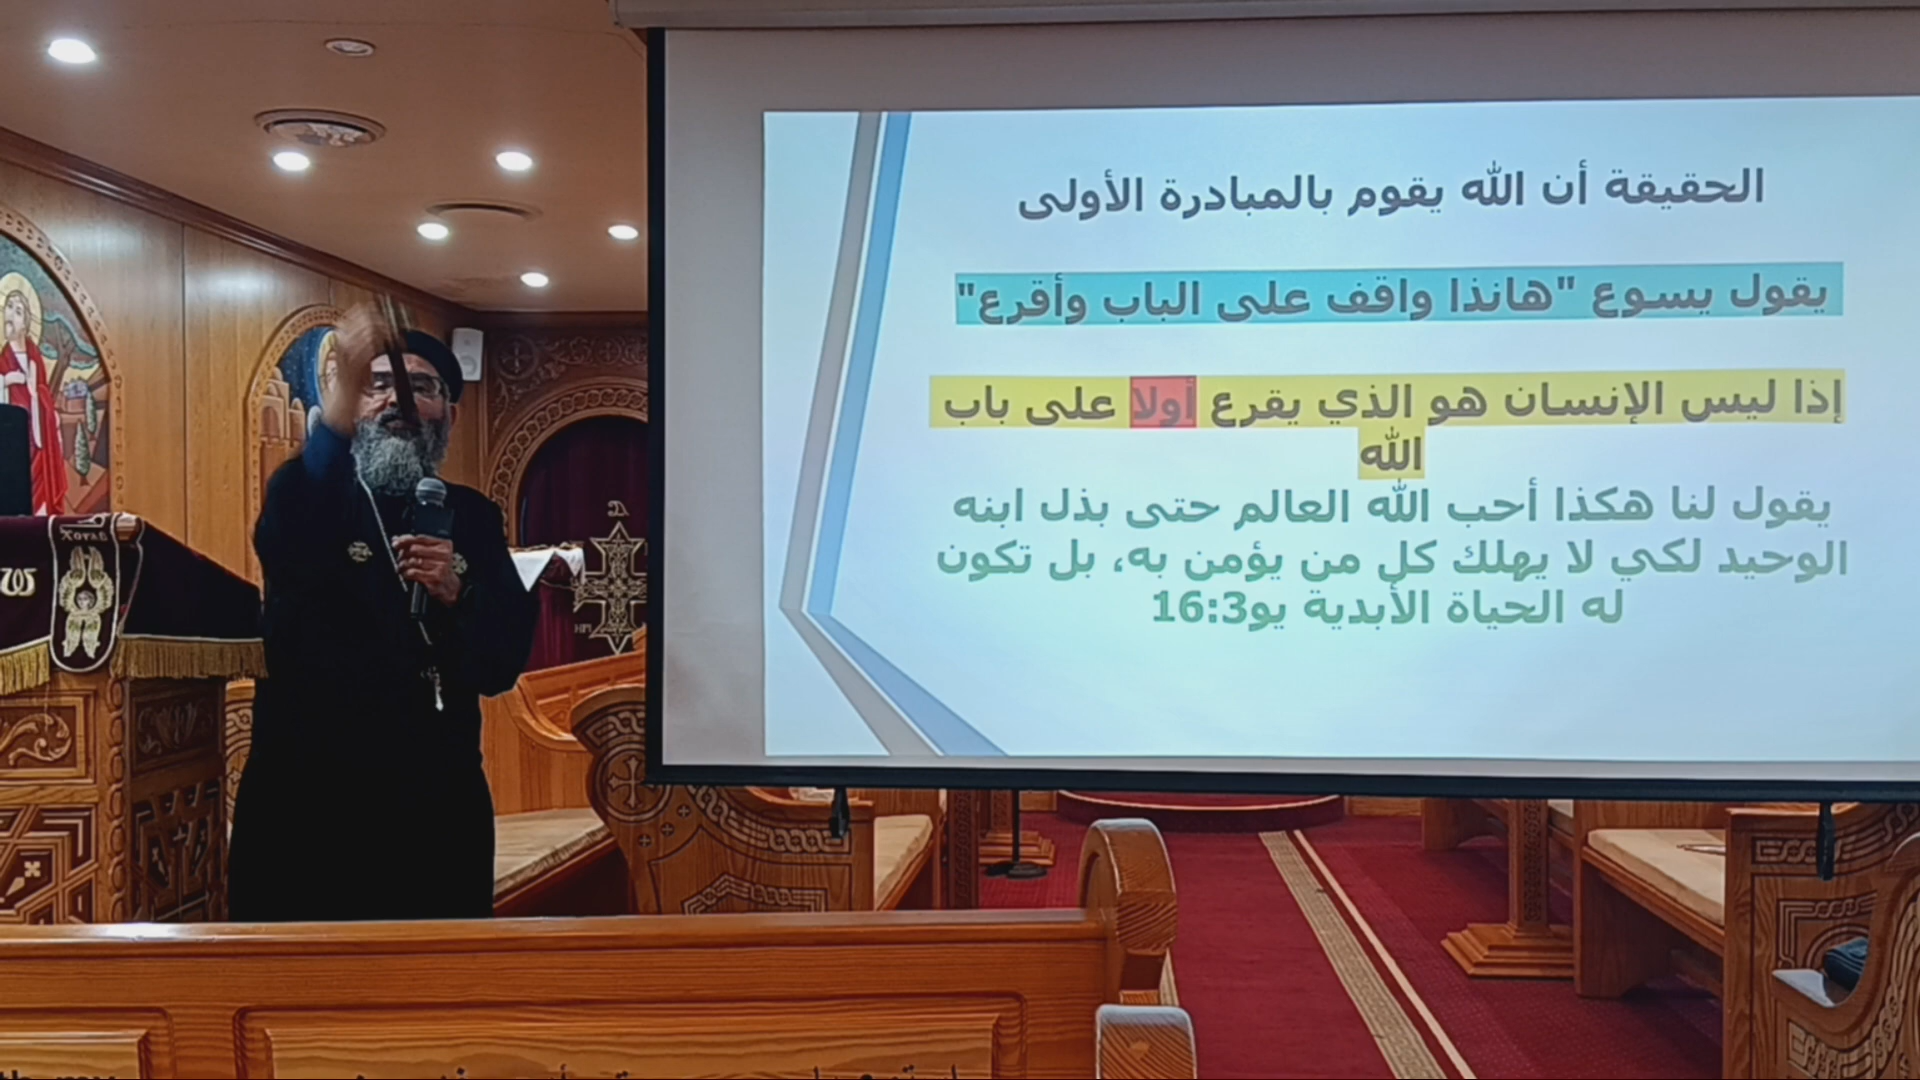 الحقيقة أن الله يقوم بالمبادرة الأولى
يقول يسوع "هانذا واقف على الباب وأقرع"
إذا ليس الإنسان هو الذي يقرع أولا على باب
الله
يقول لنا هكذا أحب الله العالم حتى بذل ابنه
الوحيد لكي لا يهلك كل من يؤمن به، بل تكون
له الحياة الأبدية يو16:3